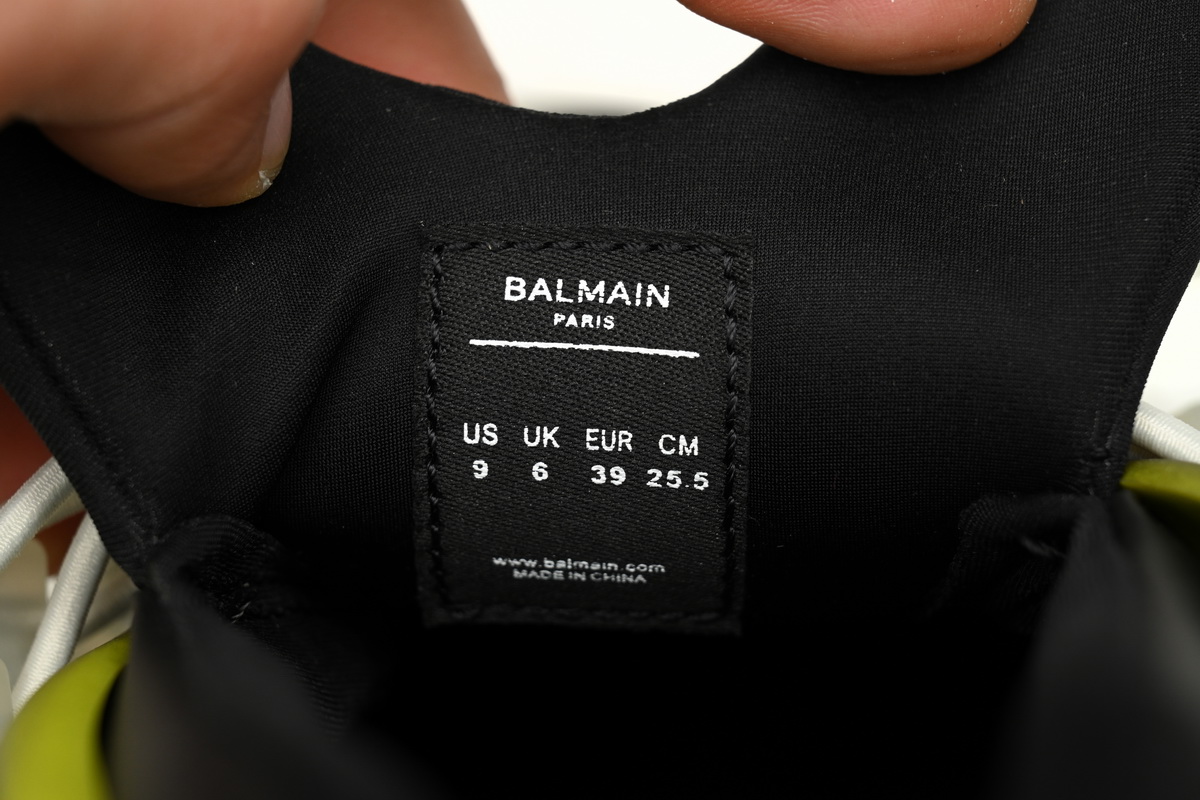 BALMAIN
PARIS
US UK EUR CM
9 6 39 25.5
www.balmain.com
MADE IN CHINA